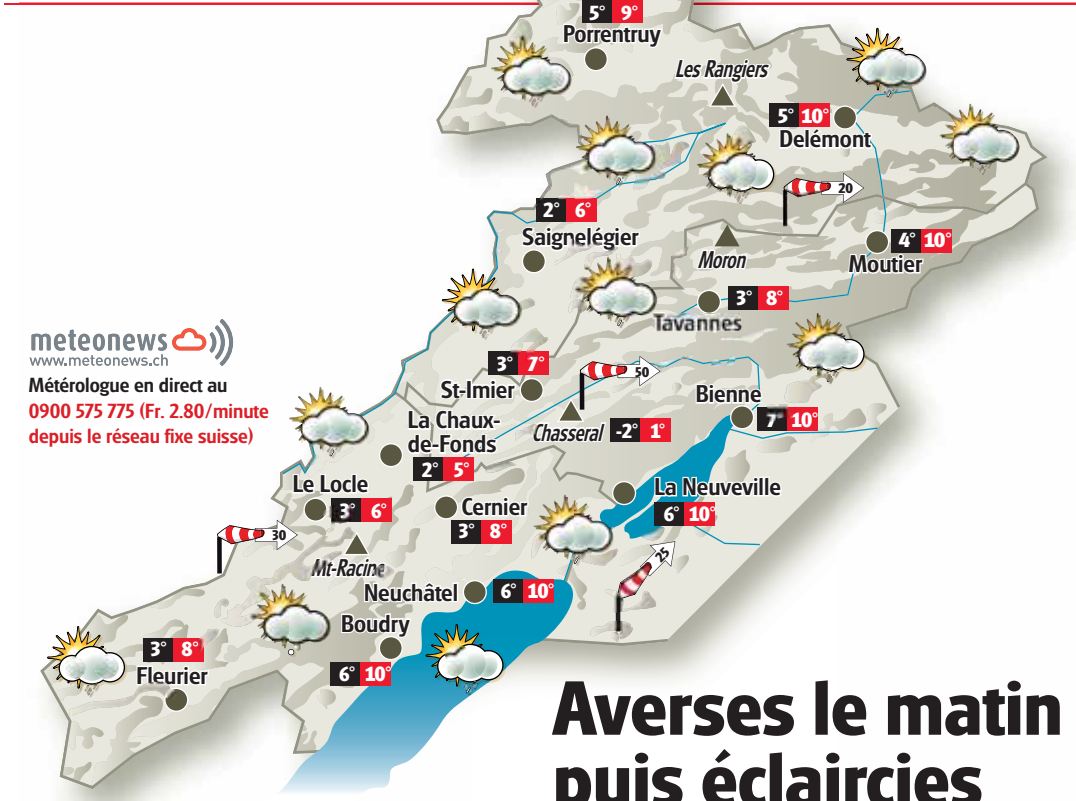 5° 9°
Porrentruy
Les Rangiers
5° 10°
Delémont
20
2° 6°
Saignelégier
Moron
4° 10°
Moutier
3° 8°
Tavannes
meteonews
www.meteonews.ch
Météorologue en direct au
0900 575 775 (Fr. 2.80/minute
depuis le réseau fixe suisse)
3° 7°
St-Imier
50
Bienne
7° 10°
Chasseral -2° 1°
La Chaux-
de-Fonds
2° 5°
Le Locle
3° 6°
Cernier
3° 8°
La Neuveville
6° 10°
30
Mt-Racine
25
Neuchâtel 6° 10°
Boudry
6° 10°
3° 8°
Fleurier
Averses le matin
puis éclaircies